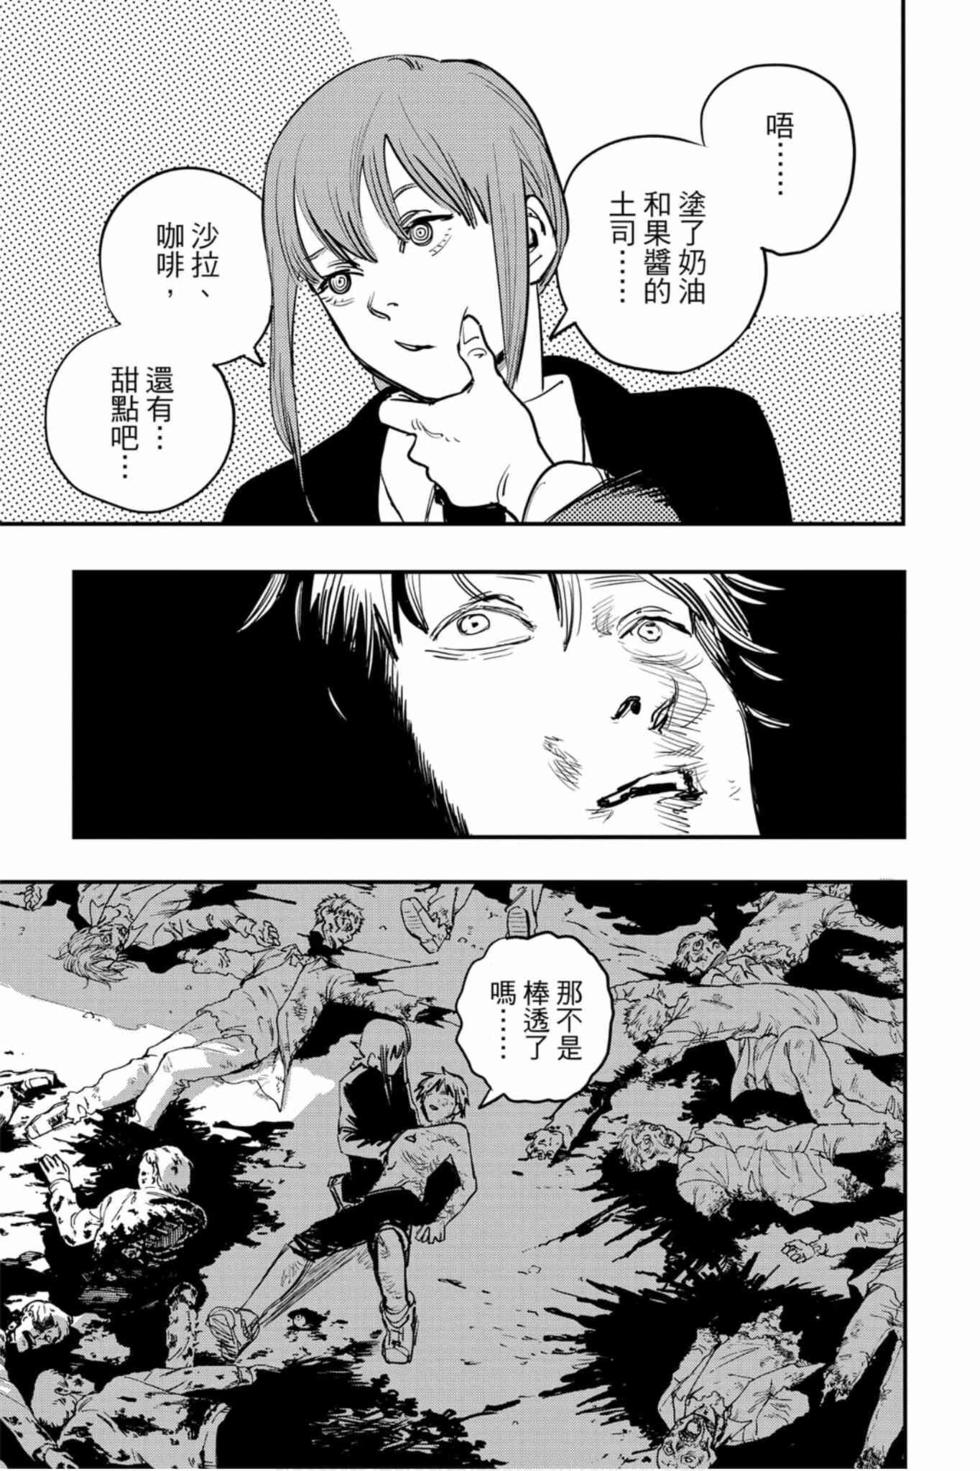 唔……
塗了奶油
和果醬的
土司……
沙拉、
咖啡，
還有…
甜點吧…
那不是
棒透了
嗎……